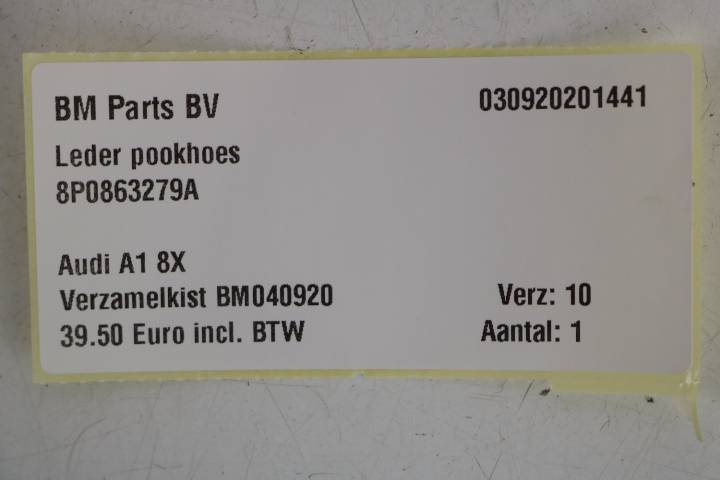 BM Parts BV 030920201441
Leder pookhoes
8P0863279A
Audi A1 8X
Verzamelkist BM040920 Verz: 10
39.50 Euro incl. BTW Aantal: 1